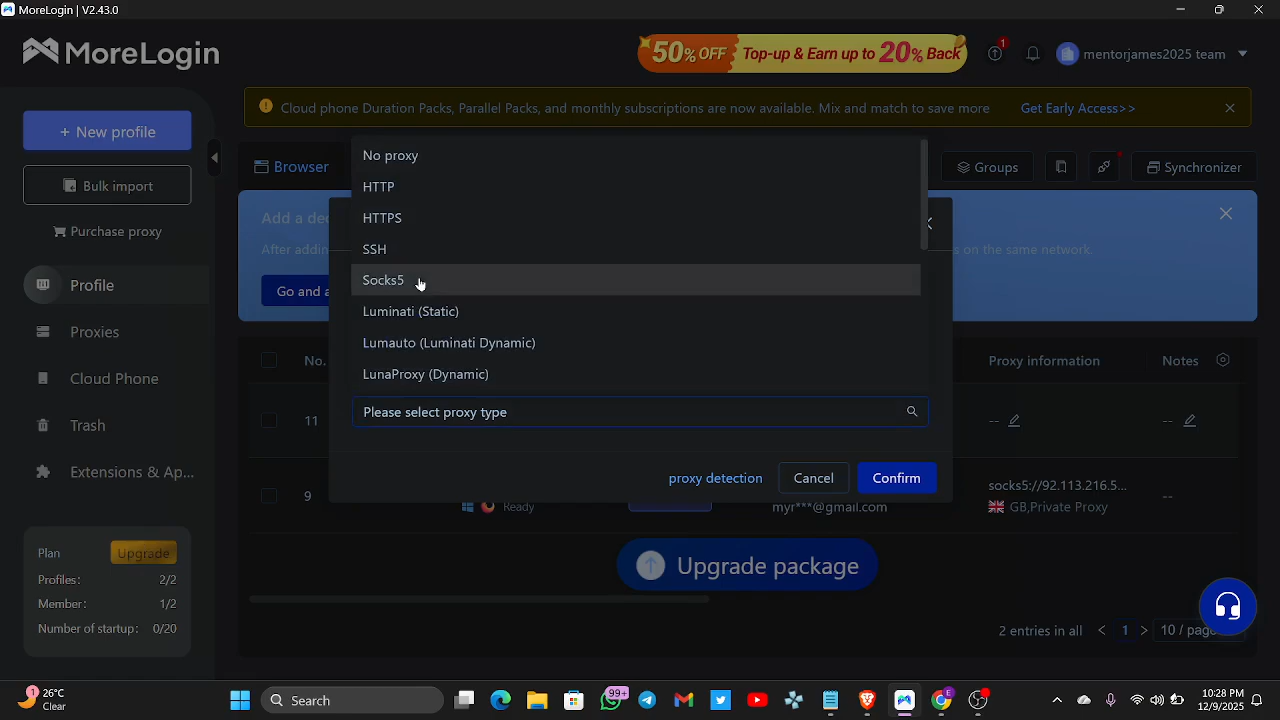 MoreLogin | V2.43.0
MoreLogin
50% OFF Top-up & Earn up to 20% Back
1
mentorjames2025 team
+ New profile
Bulk import
Purchase proxy
Profile
Proxies
Cloud Phone
Trash
Extensions & Ap...
Plan
Upgrade
Profiles: 2/2
Member: 1/2
Number of startup: 0/20
Cloud phone Duration Packs, Parallel Packs, and monthly subscriptions are now available. Mix and match to save more Get Early Access>>
Browser
Groups
Synchronizer
Add a de
After addin
s on the same network.
Go and a
No proxy
HTTP
HTTPS
SSH
Socks5
Luminati (Static)
Lumauto (Luminati Dynamic)
LunaProxy (Dynamic)
Please select proxy type
proxy detection
Cancel
Confirm
No.
Proxy information
Notes
11
--
--
9
Ready
myr***@gmail.com
socks5://92.113.216.5...
GB,Private Proxy
--
Upgrade package
2 entries in all < 1 > 10 / page
26°C
Clear
Search
99+
E
10:28 PM
12/9/2025